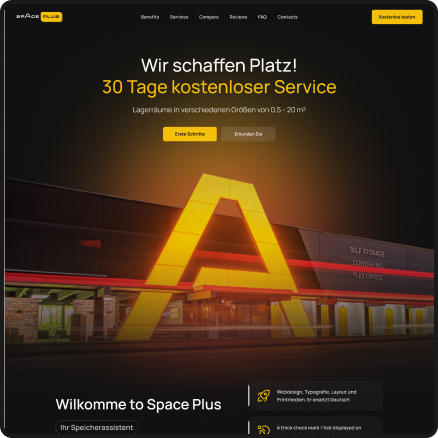 SPACE PLUS
Benefits Services Compare Reviews FAQ Contacts
Kostenlos testen
Wir schaffen Platz!
30 Tage kostenloser Service
Lagerräume in verschiedenen Größen von 0,5 - 20 m²
Erste Schritte Erkunden Sie
SELF STORAGE
COWORKING
FLEX OFFICE
Wilkomme to Space Plus
Ihr Speicherassistent
Webdesign, Typografie, Layout und
Printmedien. Er ersetzt Deutsch
A thick check mark / tick displayed on